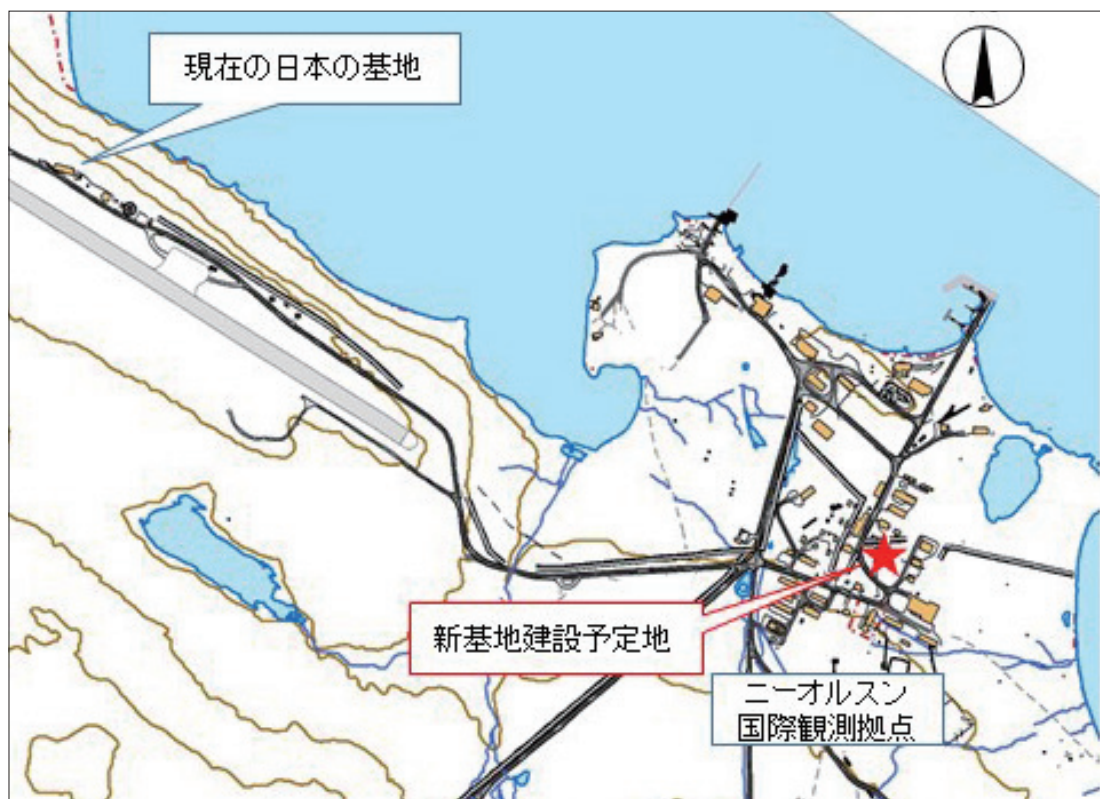 現在の日本の基地
新基地建設予定地
ニーオルスン
国際観測拠点